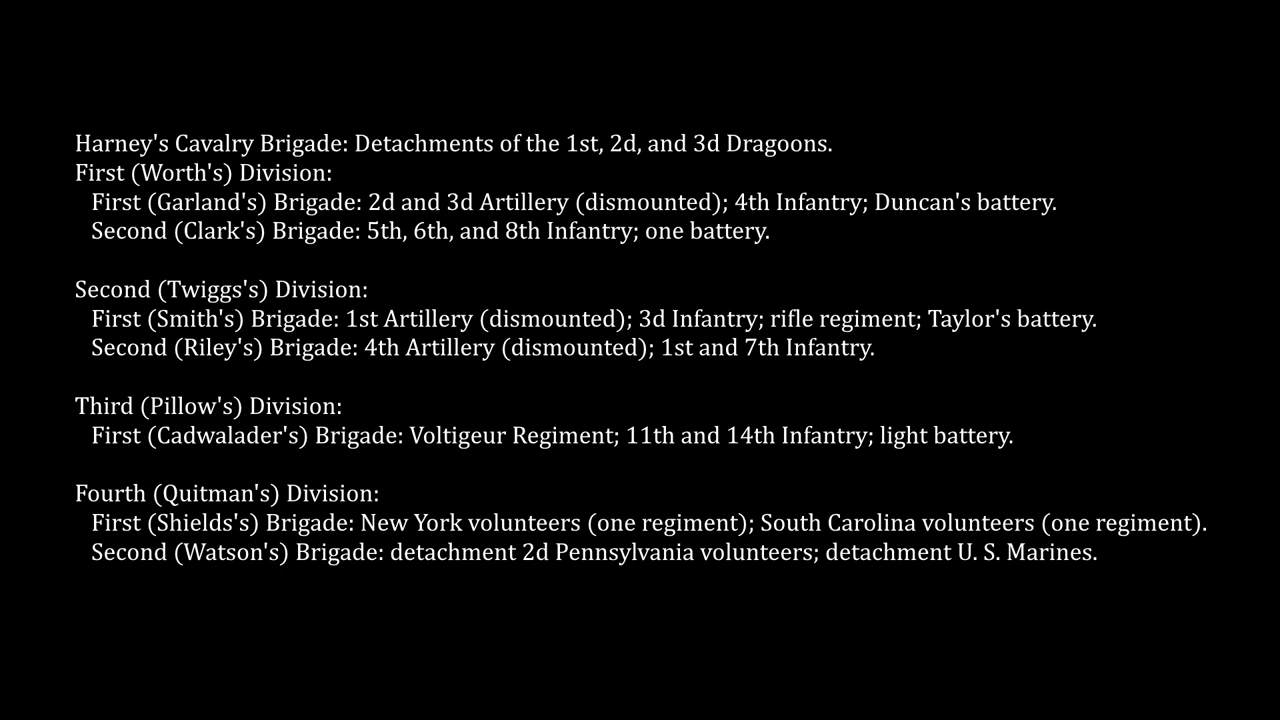 Harney's Cavalry Brigade: Detachments of the 1st, 2d, and 3d Dragoons.
First (Worth's) Division:
First (Garland's) Brigade: 2d and 3d Artillery (dismounted); 4th Infantry; Duncan's battery.
Second (Clark's) Brigade: 5th, 6th, and 8th Infantry; one battery.
Second (Twiggs's) Division:
First (Smith's) Brigade: 1st Artillery (dismounted); 3d Infantry; rifle regiment; Taylor's battery.
Second (Riley's) Brigade: 4th Artillery (dismounted); 1st and 7th Infantry.
Third (Pillow's) Division:
First (Cadwalader's) Brigade: Voltigeur Regiment; 11th and 14th Infantry; light battery.
Fourth (Quitman's) Division:
First (Shields's) Brigade: New York volunteers (one regiment); South Carolina volunteers (one regiment).
Second (Watson's) Brigade: detachment 2d Pennsylvania volunteers; detachment U. S. Marines.